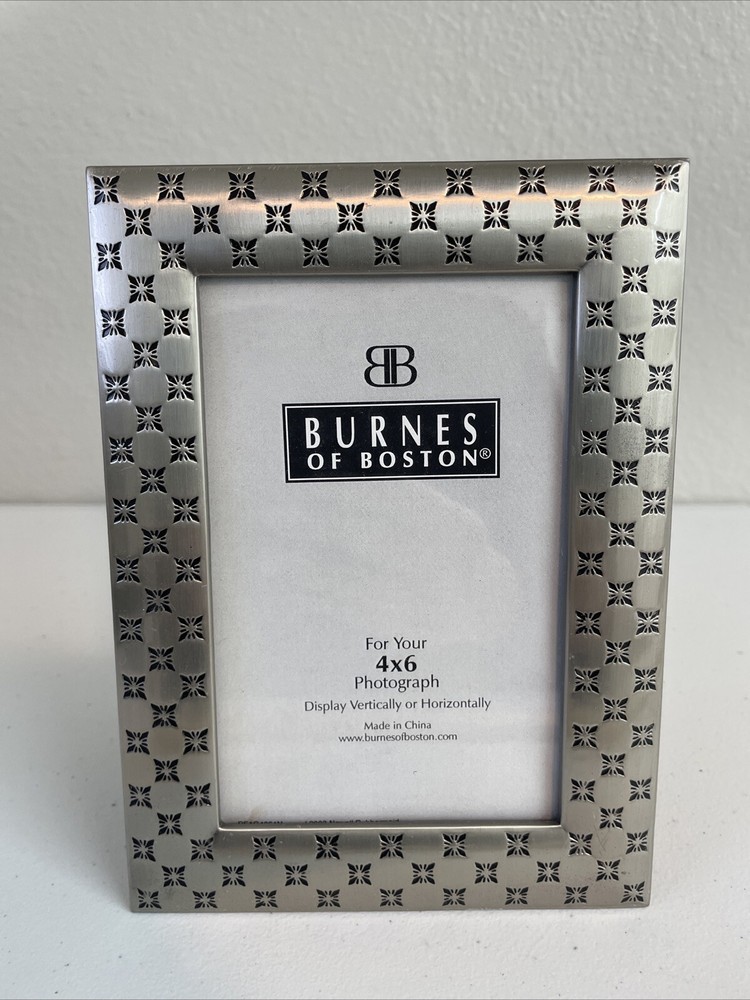 BB
BURNES
OF BOSTON®
For Your
4x6
Photograph
Display Vertically or Horizontally
Made in China
www.burnesofboston.com